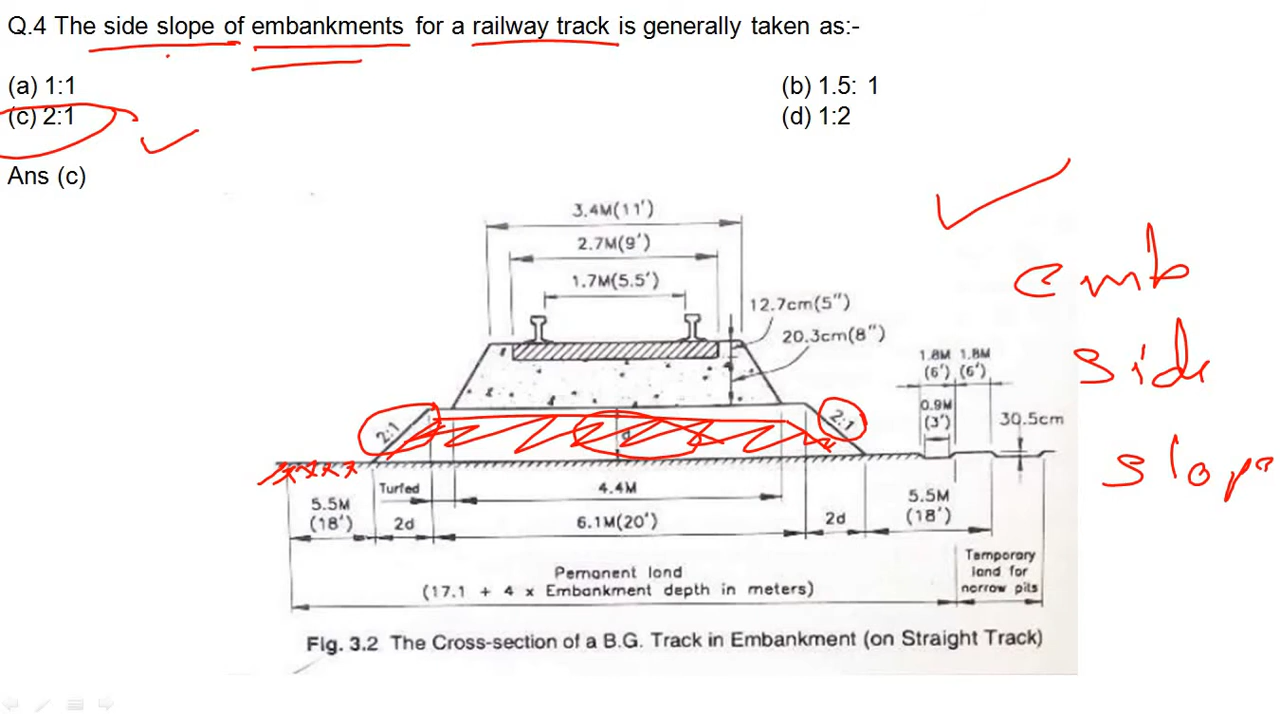 Q.4 The side slope of embankments for a railway track is generally taken as:-
(a) 1:1
(b) 1.5: 1
(c) 2:1
(d) 1:2
Ans (c)
3.4M(11')
2.7M(9')
1.7M(5.5')
12.7cm(5")
20.3cm(8")
emb
side
slope
1.8M 1.8M
(6') (6')
0.9M
(3')
30.5cm
2:1
d
2:1
Turfed
4.4M
5.5M
(18')
2d
6.1M(20')
2d
5.5M
(18')
Permanent land
(17.1 + 4 x Embankment depth in meters)
Temporary
land for
norrow pits
Fig. 3.2 The Cross-section of a B.G. Track in Embankment (on Straight Track)